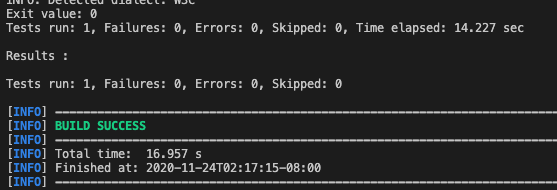 INFO: Detected dialect: W3C
Exit value: 0
Tests run: 1, Failures: 0, Errors: 0, Skipped: 0, Time elapsed: 14.227 sec
Results :
Tests run: 1, Failures: 0, Errors: 0, Skipped: 0
[INFO] ------------------------------------------------------------------------
[INFO] BUILD SUCCESS
[INFO] ------------------------------------------------------------------------
[INFO] Total time:  16.957 s
[INFO] Finished at: 2020-11-24T02:17:15-08:00
[INFO] ------------------------------------------------------------------------